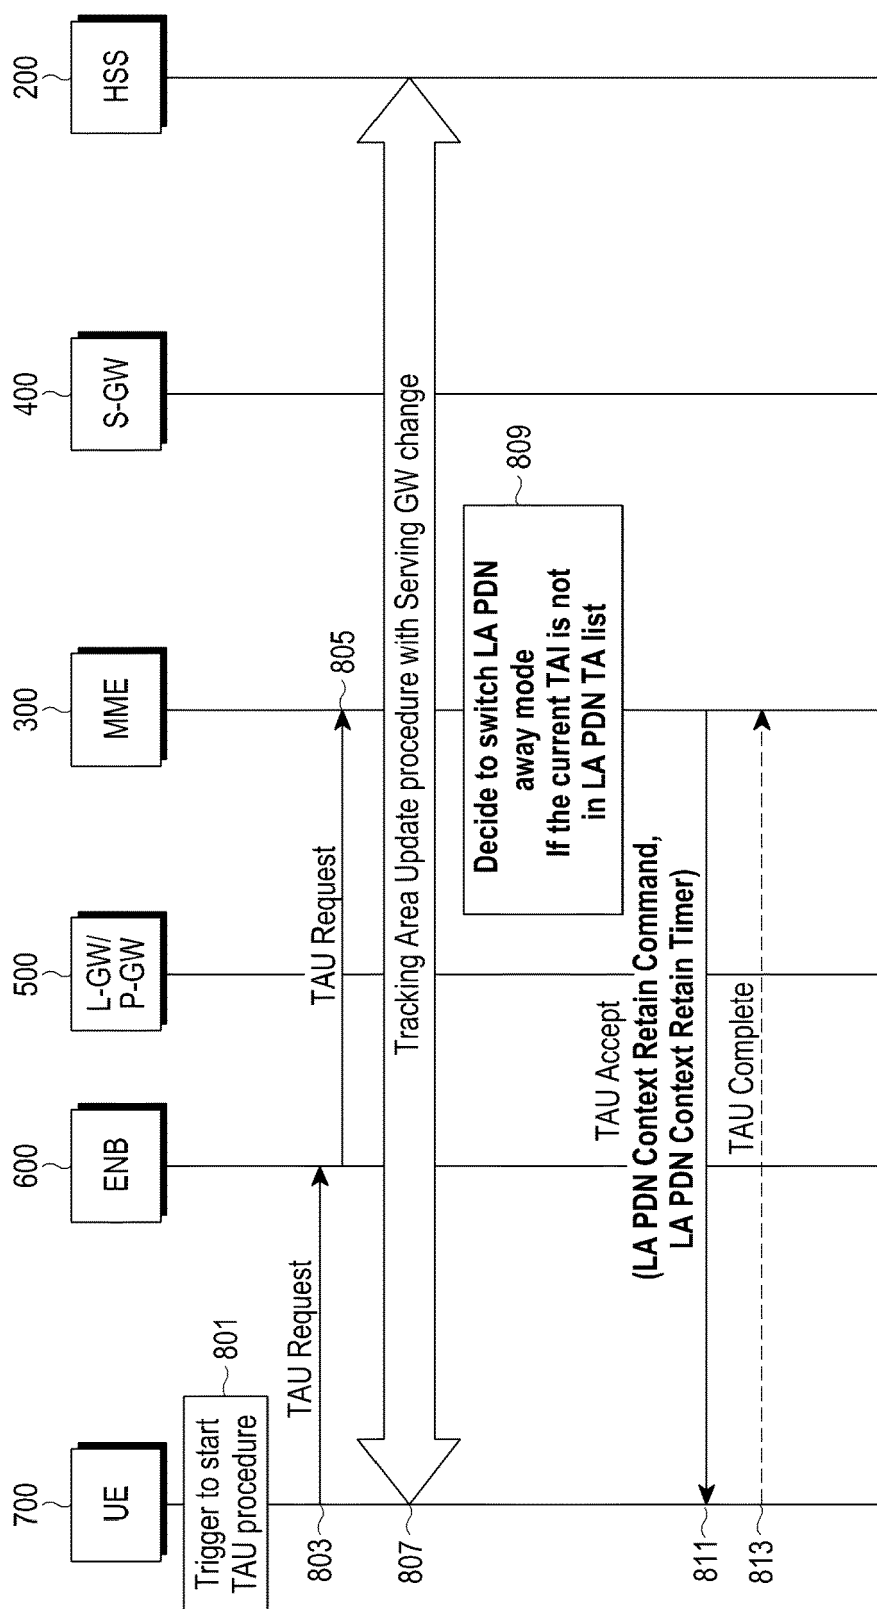 700
600
500
300
400
200
UE
ENB
L-GW/
P-GW
MME
S-GW
HSS
Trigger to start
TAU procedure
801
803
TAU Request
TAU Request
805
807
Tracking Area Update procedure with Serving GW change
Decide to switch LA PDN
away mode
If the current TAI is not
in LA PDN TA list
809
TAU Accept
(LA PDN Context Retain Command,
LA PDN Context Retain Timer)
811
TAU Complete
813